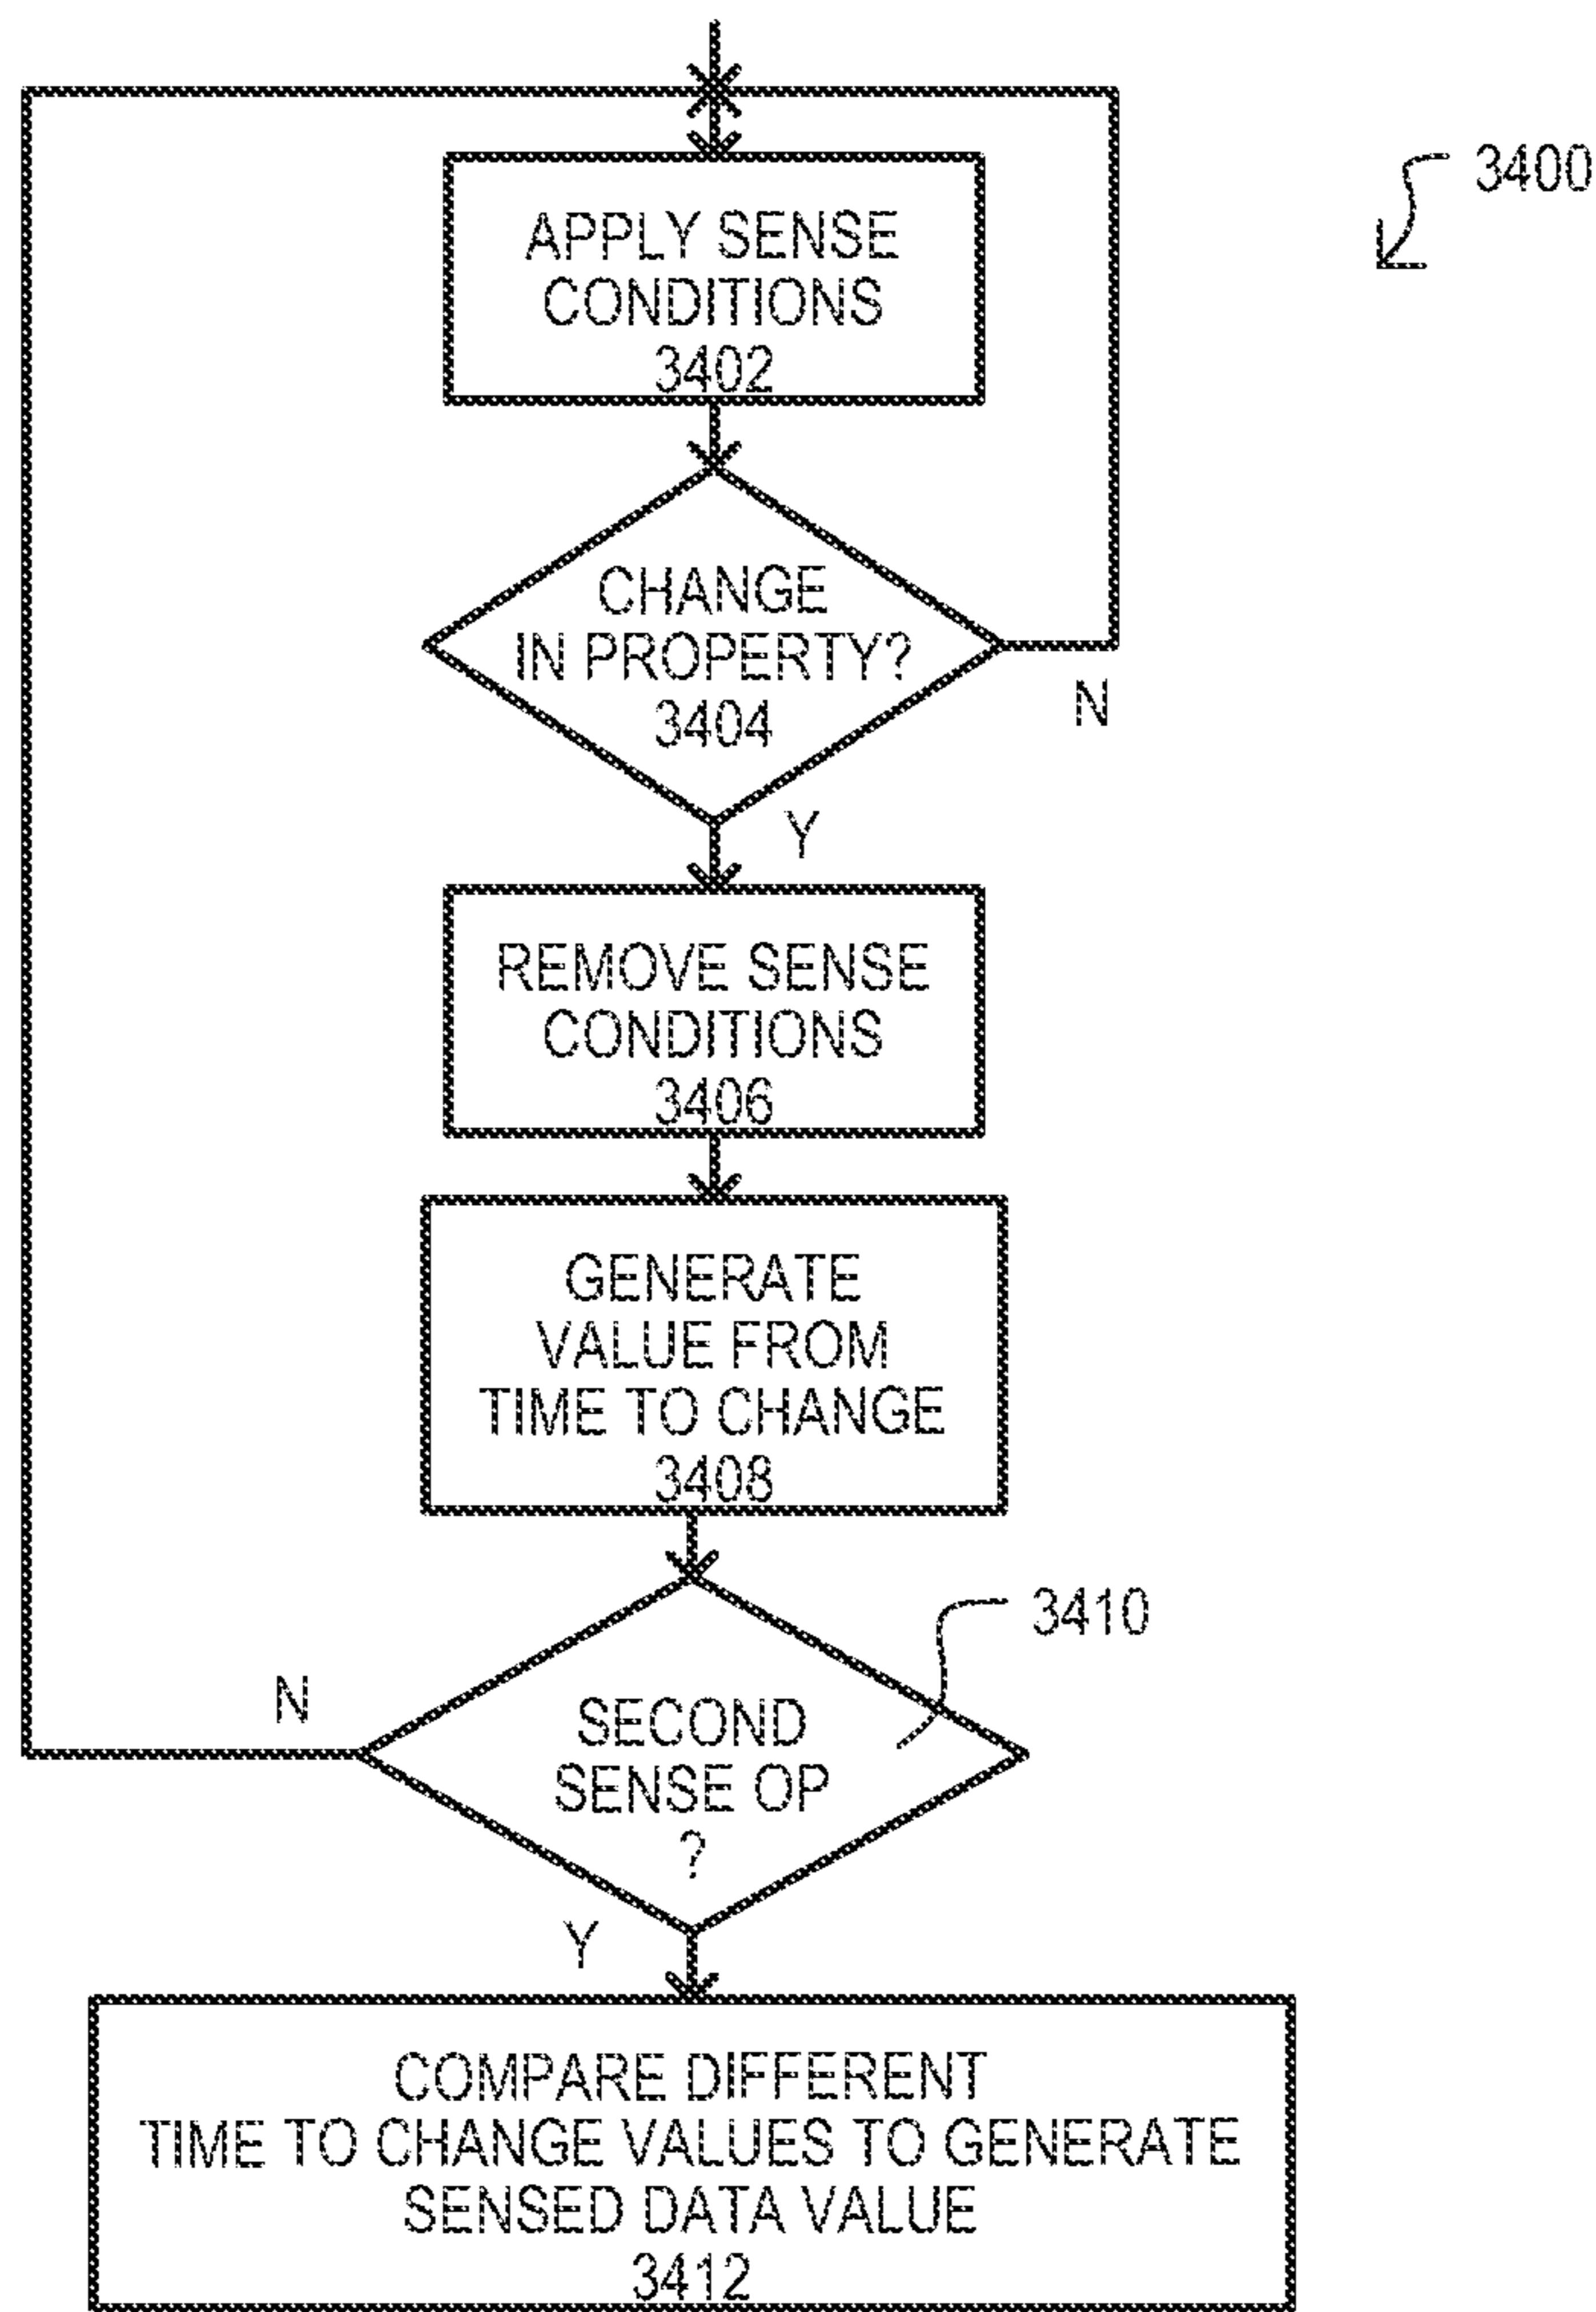 3400
APPLY SENSE
CONDITIONS
3402
CHANGE
IN PROPERTY?
3404
N
Y
REMOVE SENSE
CONDITIONS
3406
GENERATE
VALUE FROM
TIME TO CHANGE
3408
3410
N
SECOND
SENSE OP
?
Y
COMPARE DIFFERENT
TIME TO CHANGE VALUES TO GENERATE
SENSED DATA VALUE
3412